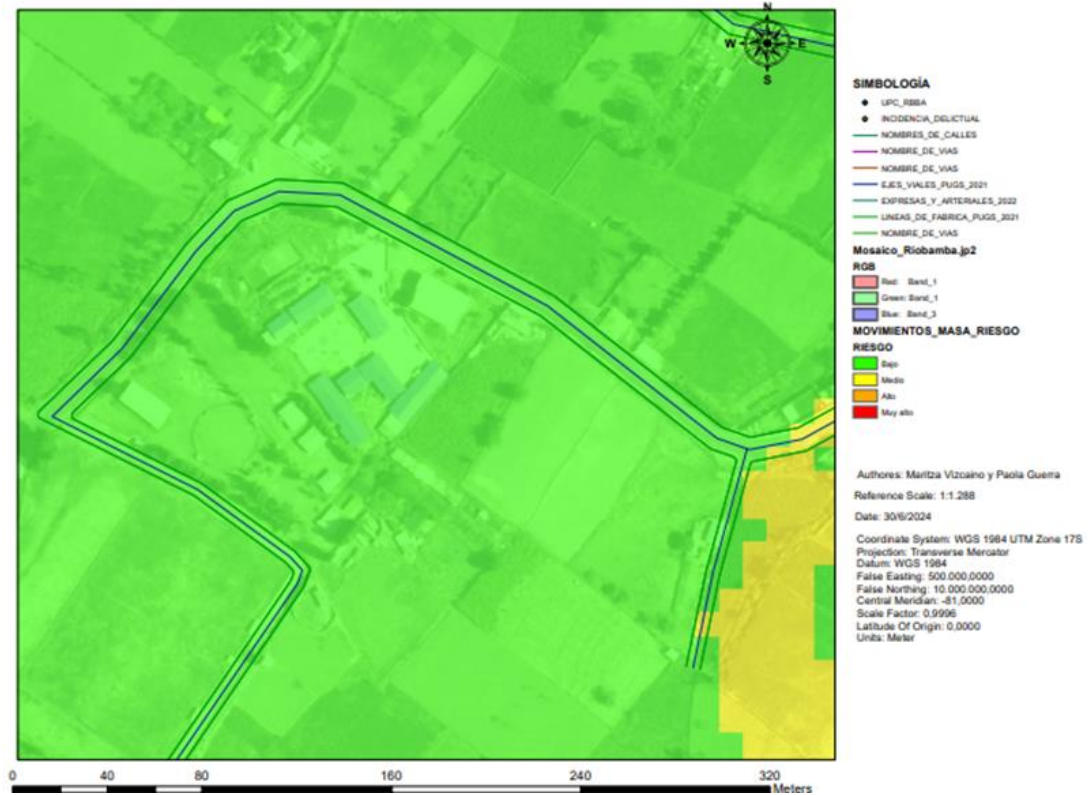 N
W E
S
SIMBOLOGÍA
UPC_RBBA
INCIDENCIA_DELICTUAL
NOMBRES_DE_CALLES
NOMBRE_DE_VIAS
NOMBRE_DE_VIAS
EJES_VIALES_PUGS_2021
EXPRESAS_Y_ARTERIALES_2022
LINEAS_DE_FABRICA_PUGS_2021
NOMBRE_DE_VIAS
Mosaico_Riobamba.jp2
RGB
Red: Band_1
Green: Band_1
Blue: Band_3
MOVIMIENTOS_MASA_RIESGO
RIESGO
Bajo
Medio
Alto
Muy alto
Authores: Maritza Vizcaino y Paola Guerra
Reference Scale: 1:1.288
Date: 30/6/2024
Coordinate System: WGS 1984 UTM Zone 17S
Projection: Transverse Mercator
Datum: WGS 1984
False Easting: 500.000,0000
False Northing: 10.000.000,0000
Central Meridian: -81,0000
Scale Factor: 0,9996
Latitude Of Origin: 0,0000
Units: Meter
0 40 80 160 240 320
Meters